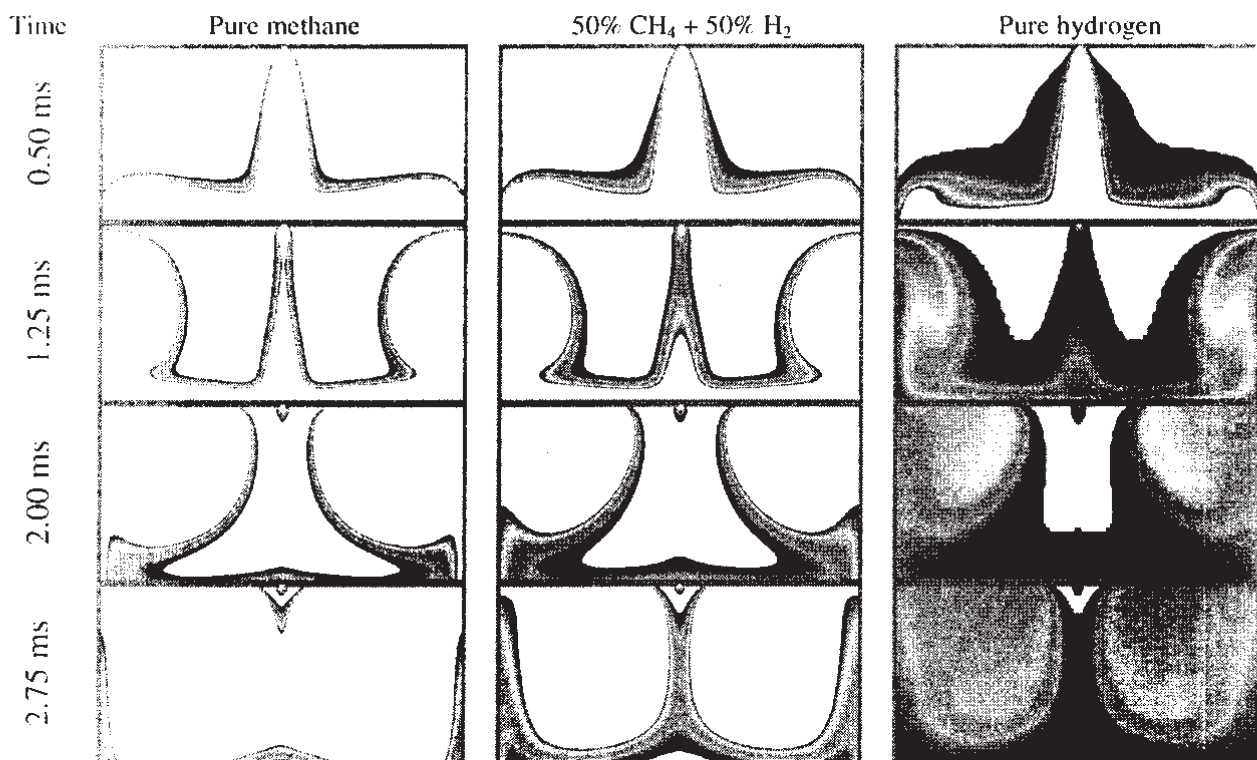 Time Pure methane 50% CH₄ + 50% H₂ Pure hydrogen
0.50 ms
1.25 ms
2.00 ms
2.75 ms